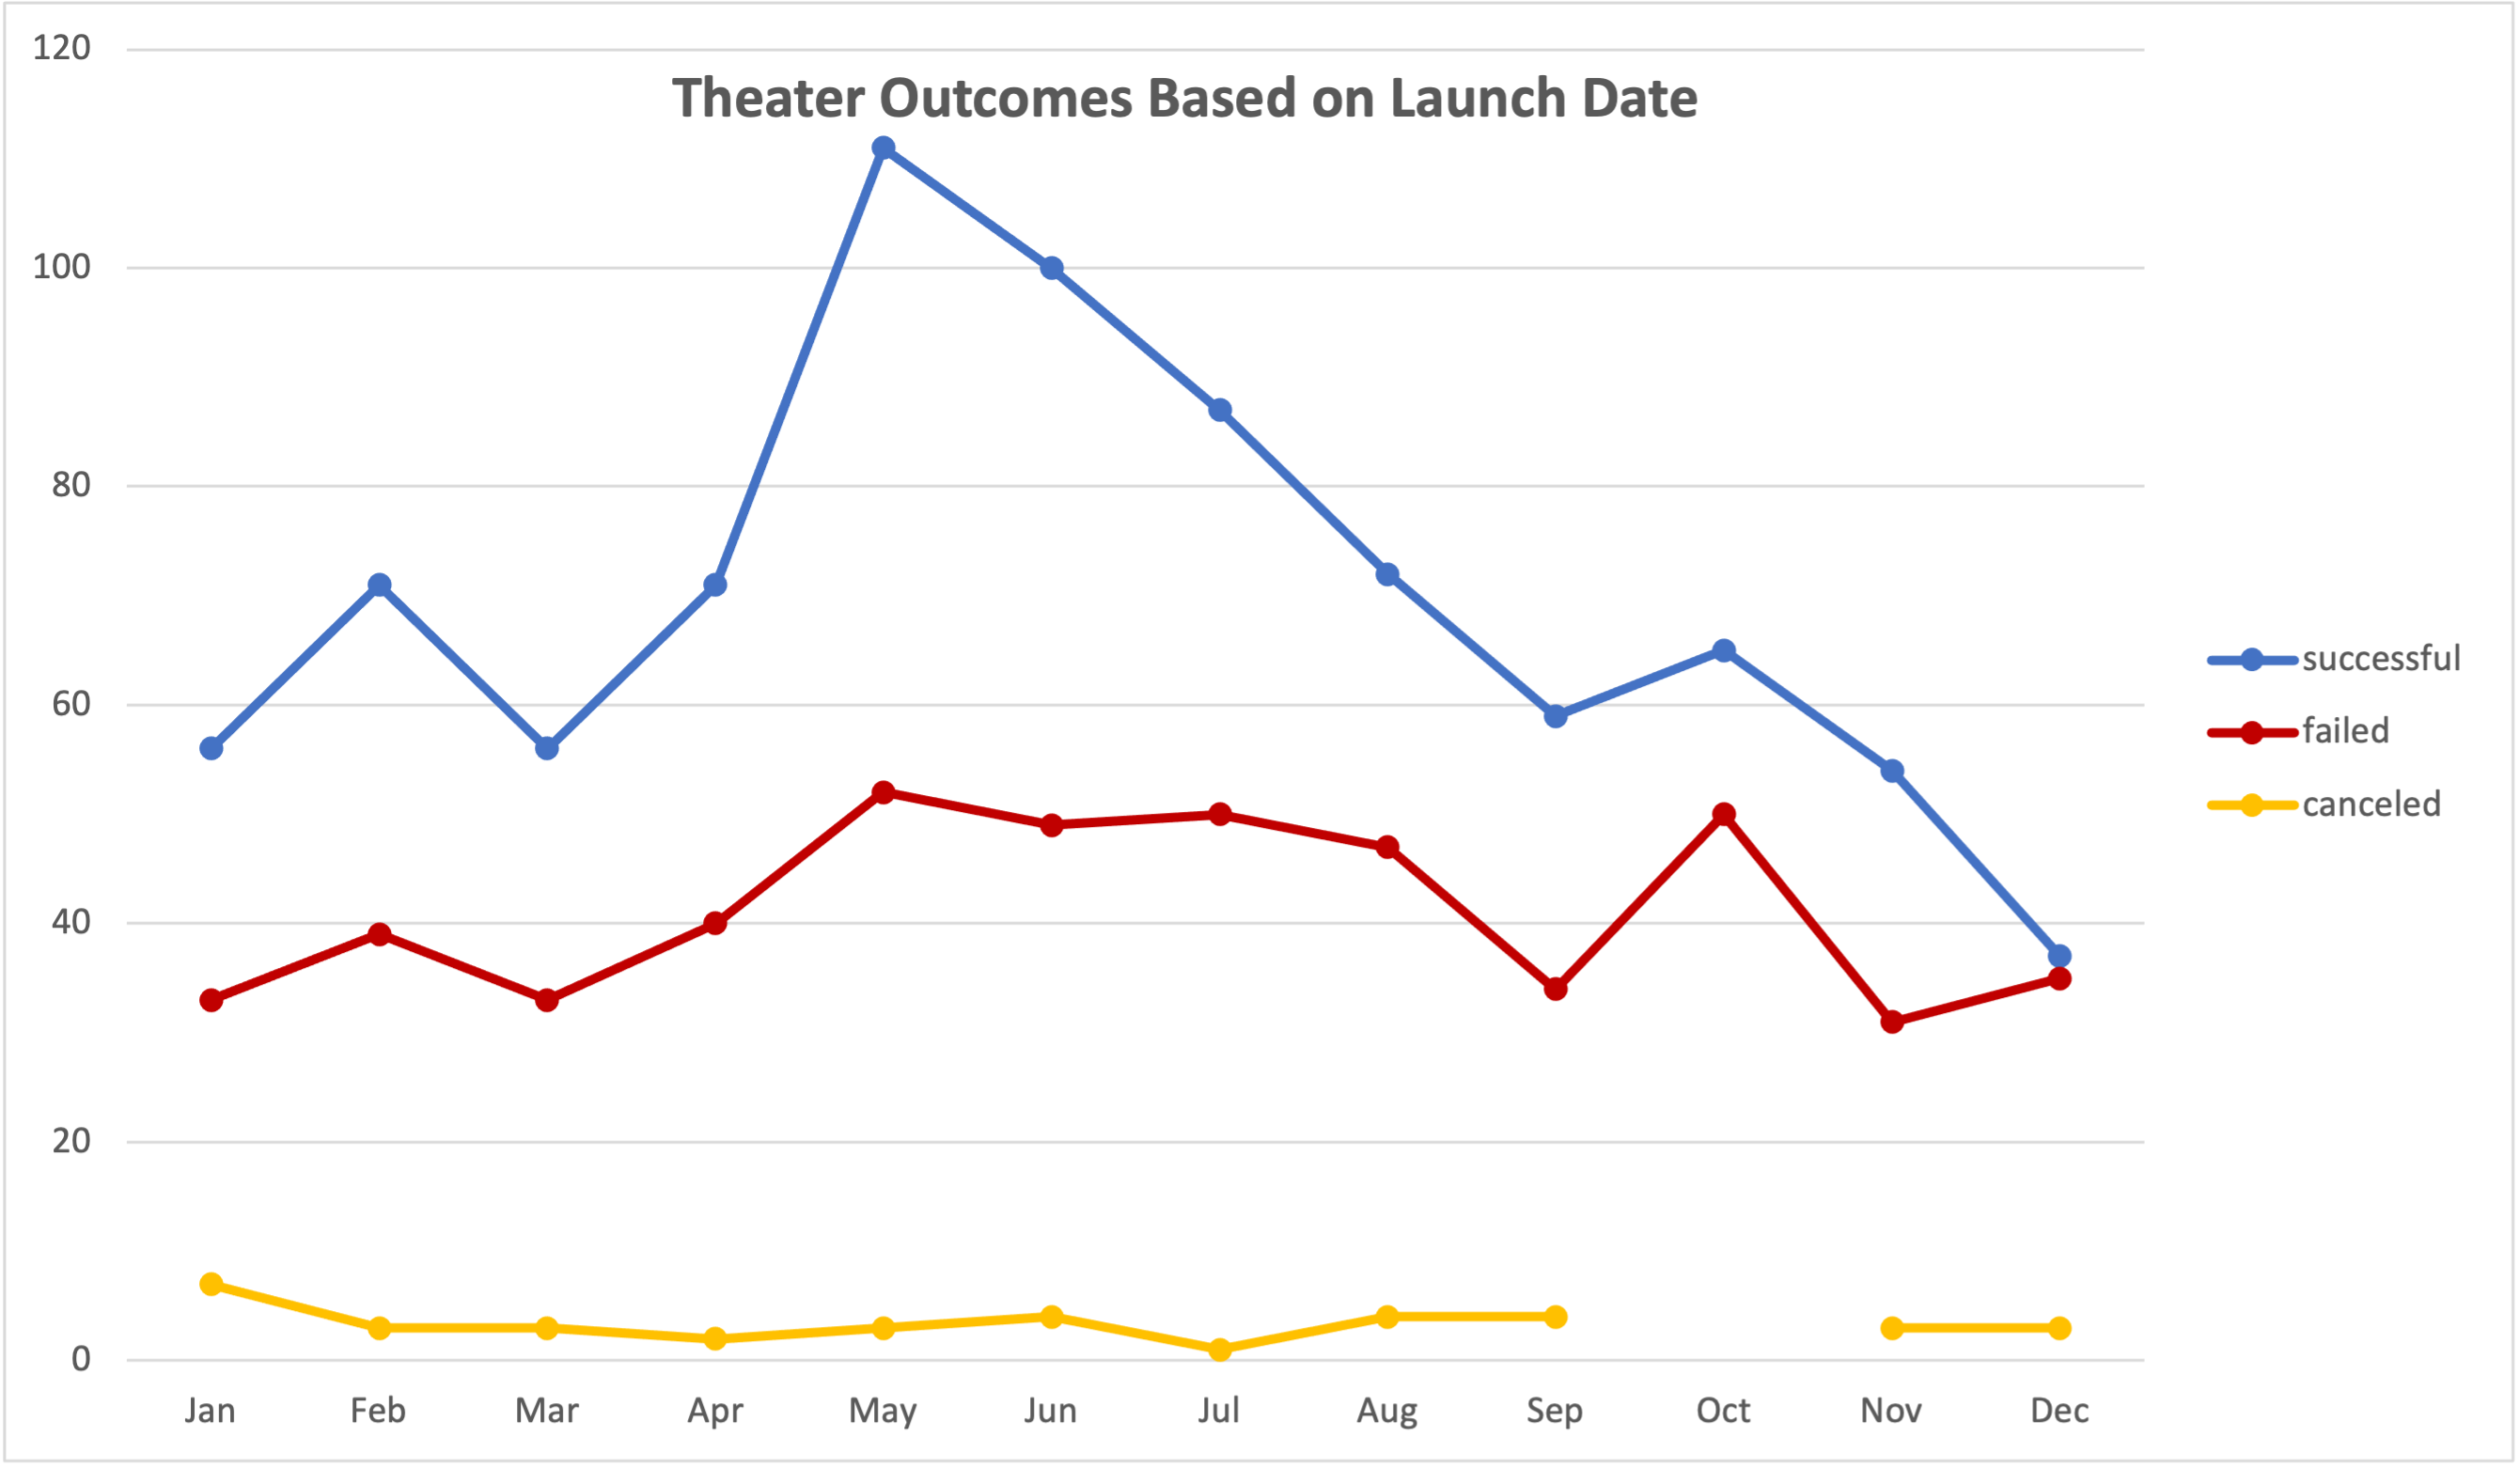 Theater Outcomes Based on Launch Date
120
100
80
60
40
20
0
Jan Feb Mar Apr May Jun Jul Aug Sep Oct Nov Dec
successful
failed
canceled